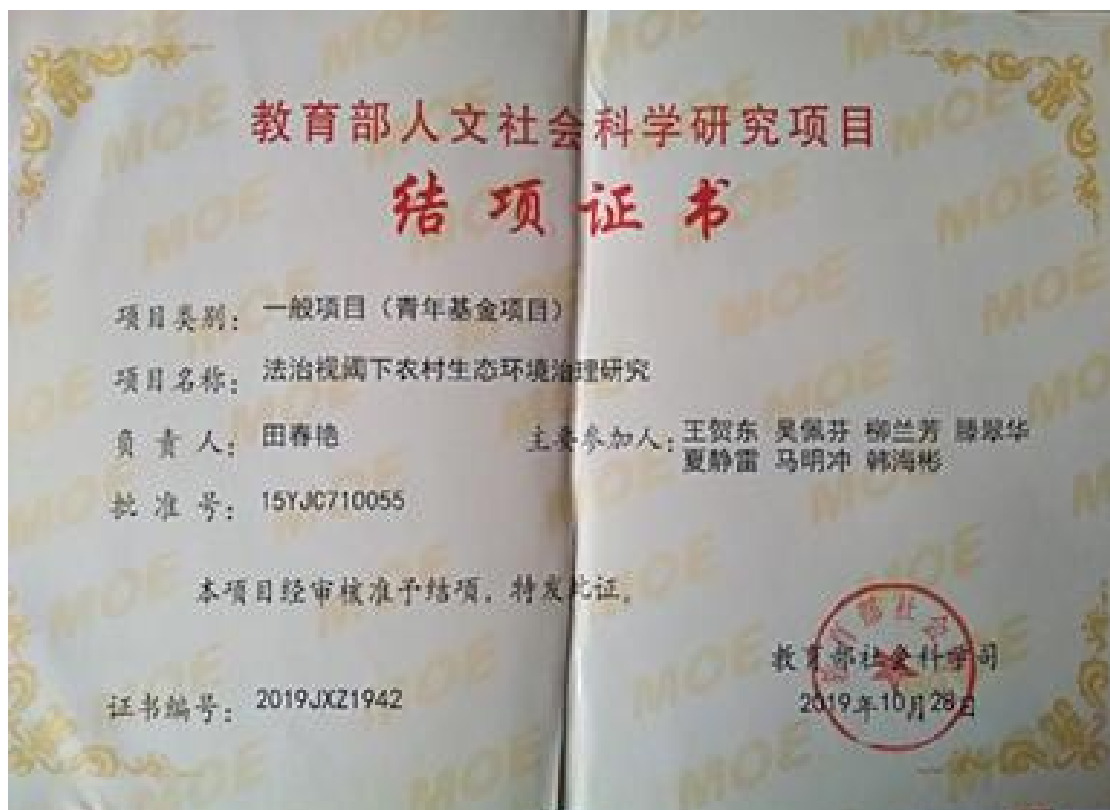 教育部人文社会科学研究项目
结项证书
项目类别：一般项目（青年基金项目）
项目名称：法治视阈下农村生态环境治理研究
负责人：田春艳 主要参加人：王贺东 吴佩芬 柳兰芳 滕翠华
夏静雷 马明冲 韩海彬
批准号：15YJC710055
本项目经审核准予结项，特发此证。
教育部社会科学司
证书编号：2019JXZ1942
2019年10月28日